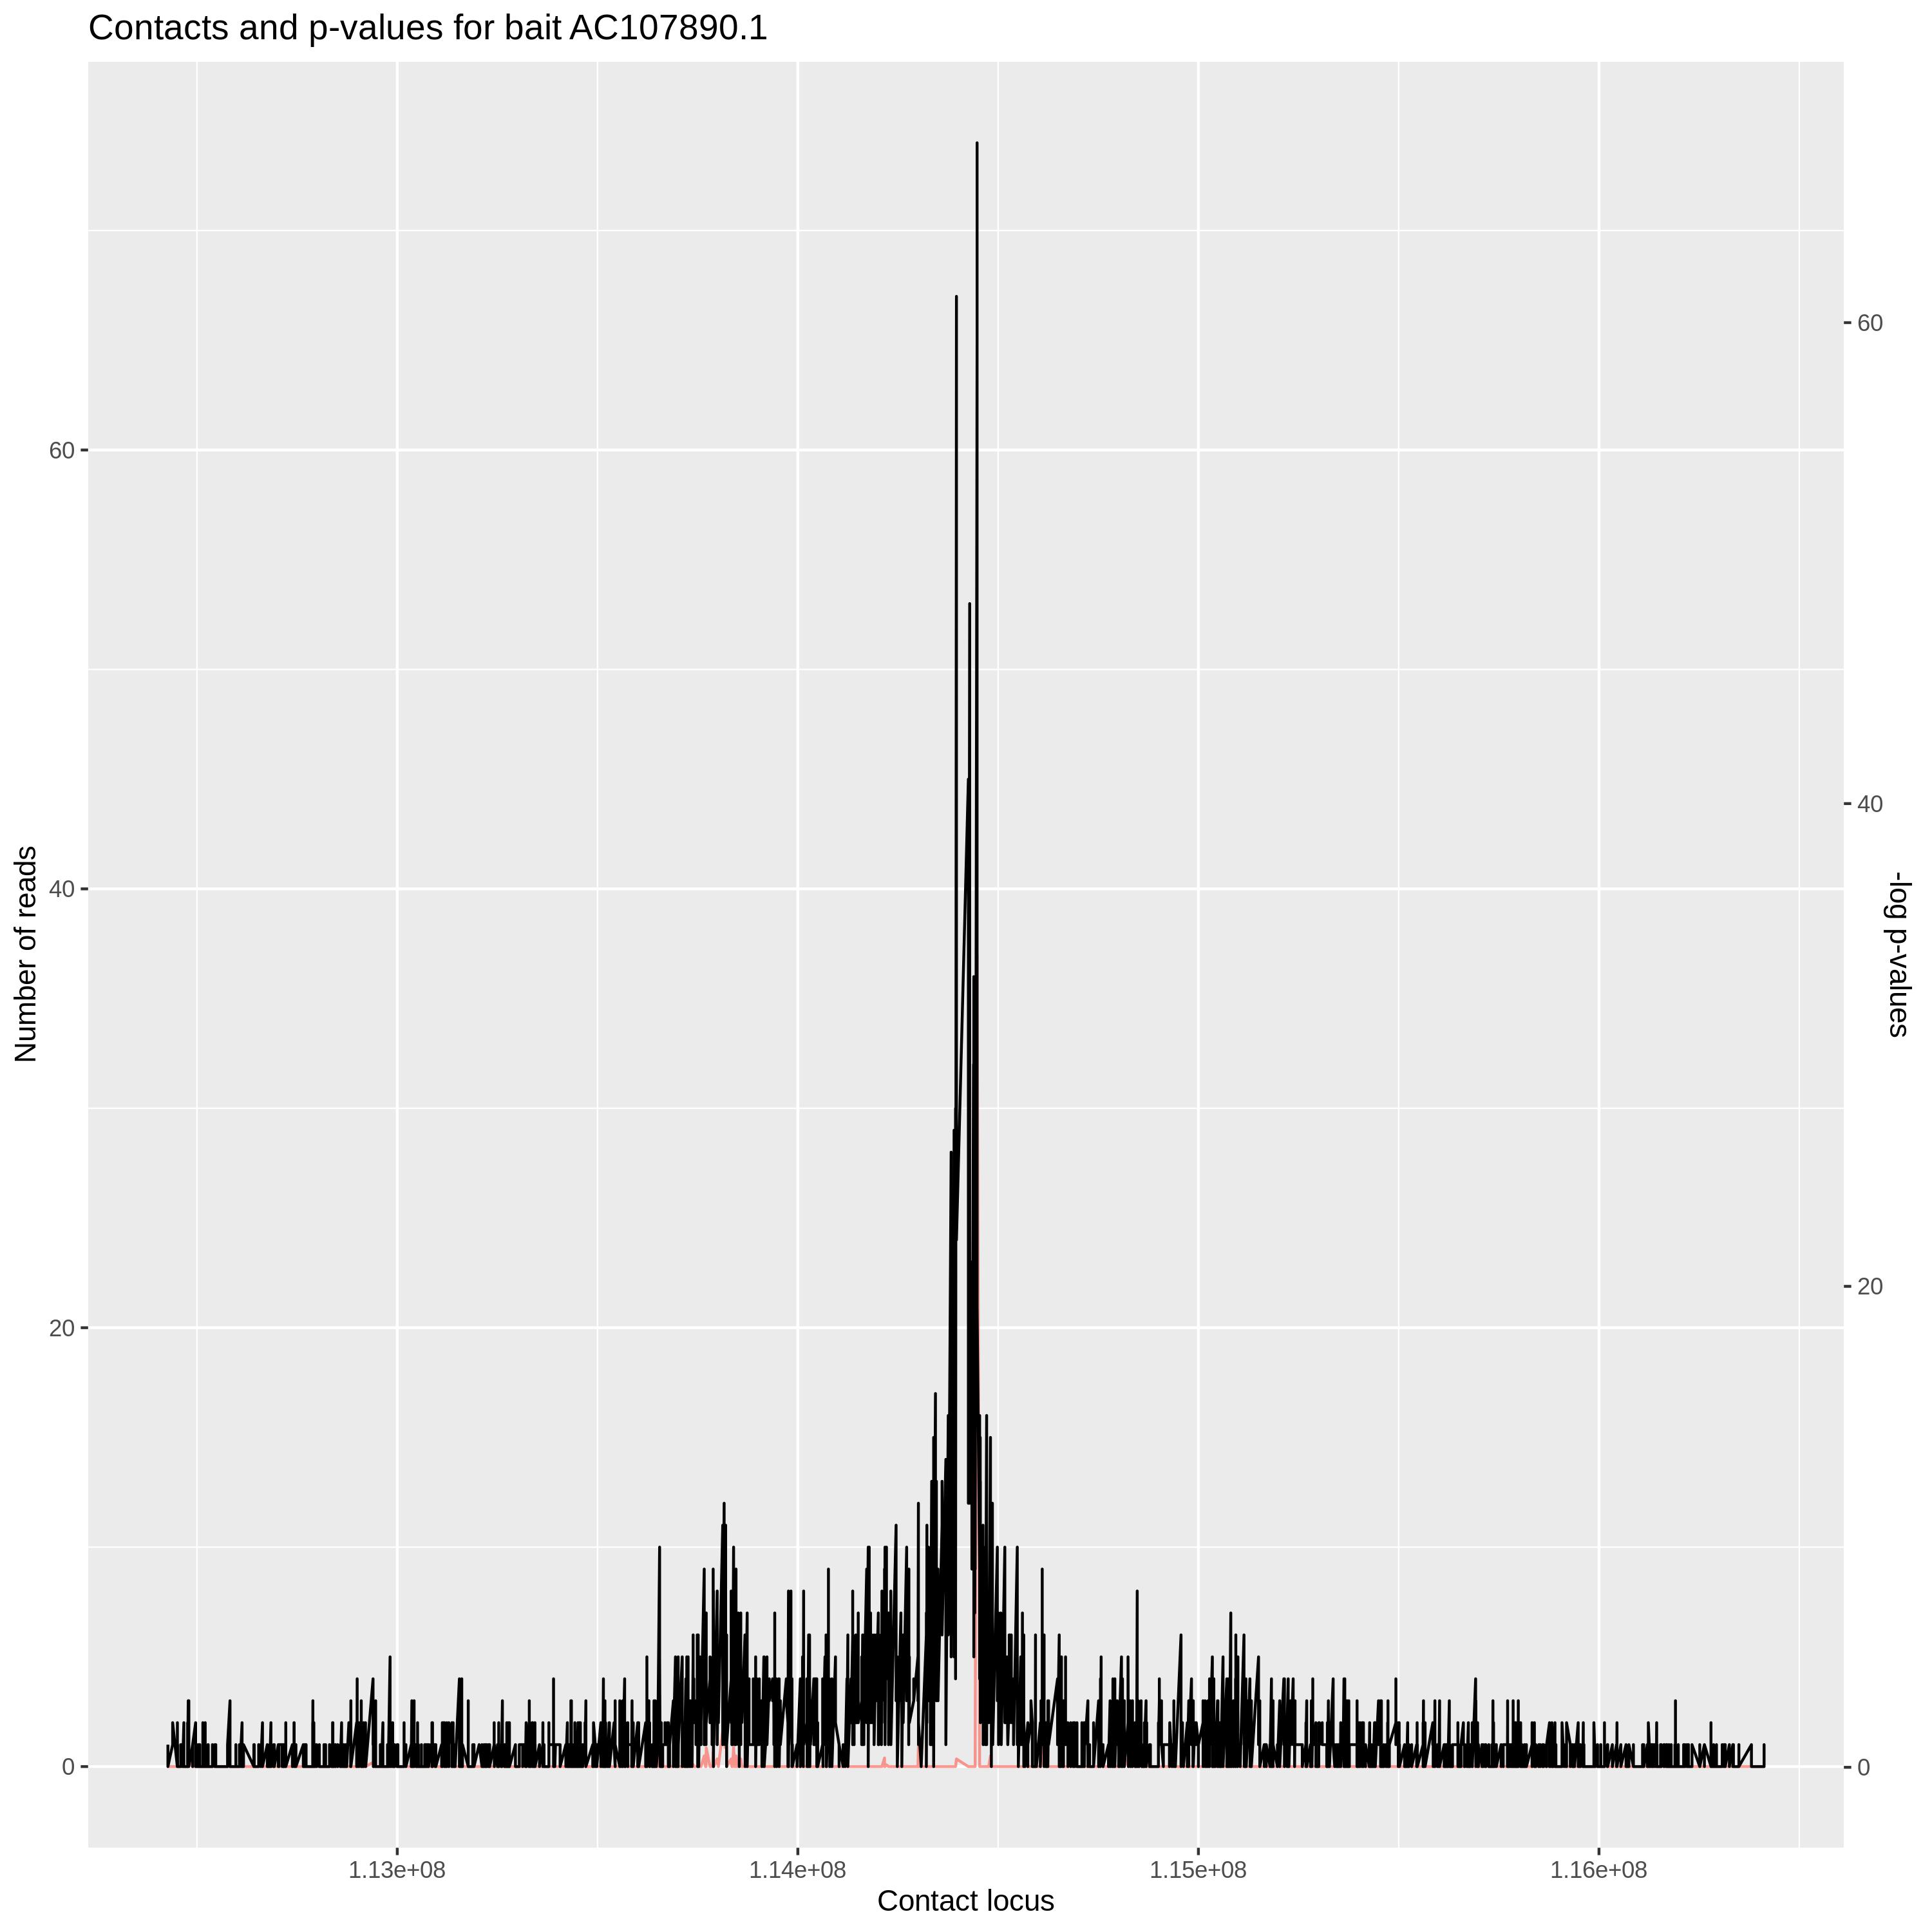 Contacts and p-values for bait AC107890.1
Number of reads
60
40
20
0
60
40
20
0
-log p-values
1.13e+08 1.14e+08 1.15e+08 1.16e+08
Contact locus